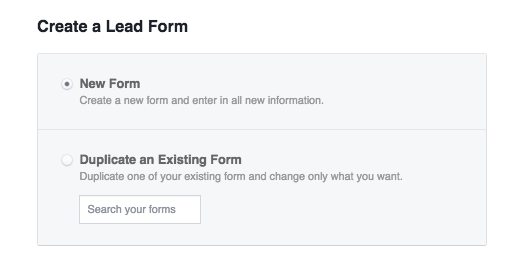 Create a Lead Form
New Form
Create a new form and enter in all new information.
Duplicate an Existing Form
Duplicate one of your existing form and change only what you want.
Search your forms